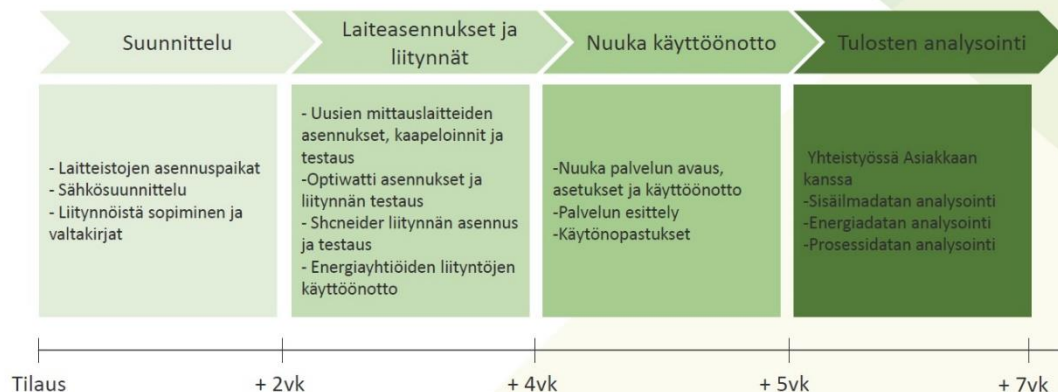 Suunnittelu
Laiteasennukset ja
liitynnät
Nuuka käyttöönotto
Tulosten analysointi
- Laitteistojen asennuspaikat
- Sähkösuunnittelu
- Liitynnöistä sopiminen ja
valtakirjat
- Uusien mittauslaitteiden
asennukset, kaapeloinnit ja
testaus
-Optiwatti asennukset ja
liitynnän testaus
- Shcneider liitynnän asennus
ja testaus
- Energiayhtiöiden liityntöjen
käyttöönotto
-Nuuka palvelun avaus,
asetukset ja käyttöönotto
-Palvelun esittely
-Käytönopastukset
Yhteistyössä Asiakkaan
kanssa
-Sisäilmadatan analysointi
-Energiadatan analysointi
-Prosessidatan analysointi
Tilaus
+ 2vk
+ 4vk
+ 5vk
+ 7vk